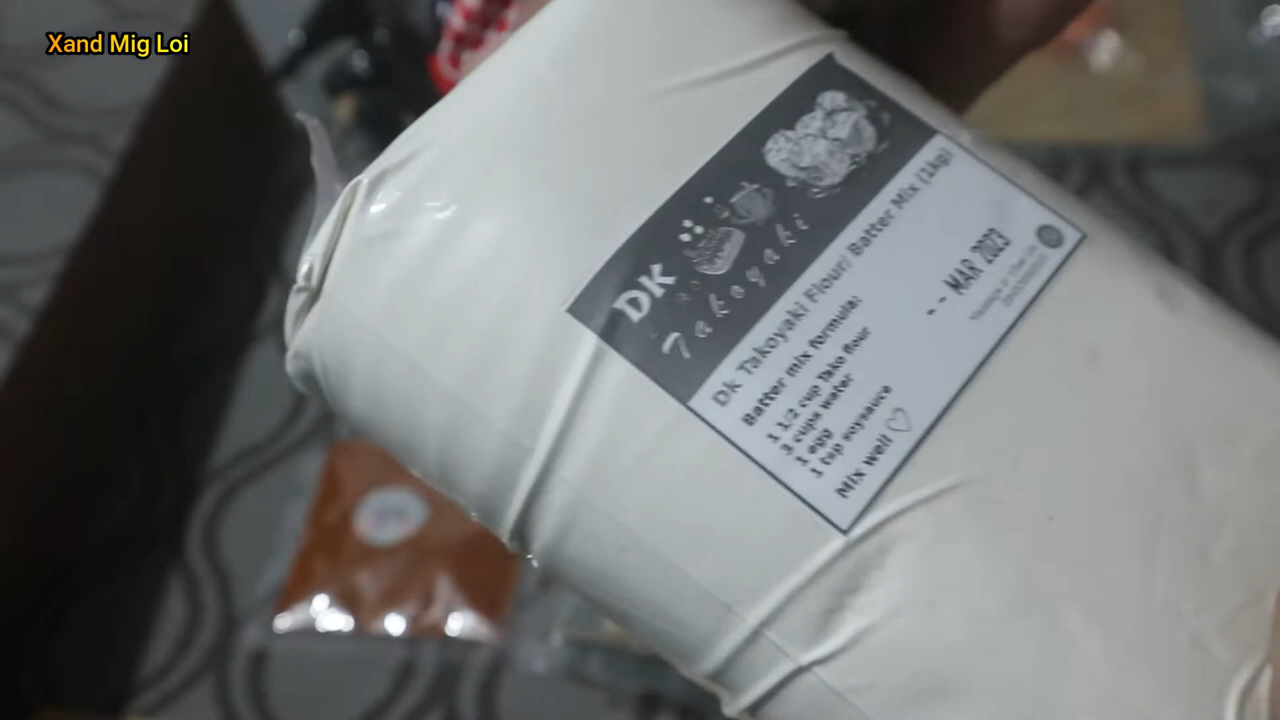 Xand Mig Loi
DK
Takoyaki
Dk Takoyaki Flour/ Batter Mix (1kg)
Batter mix formula:
1 1/2 cup Tako flour
3 cups water
1 egg
1 tsp soysauce
Mix well ♡
-- MAR 2023